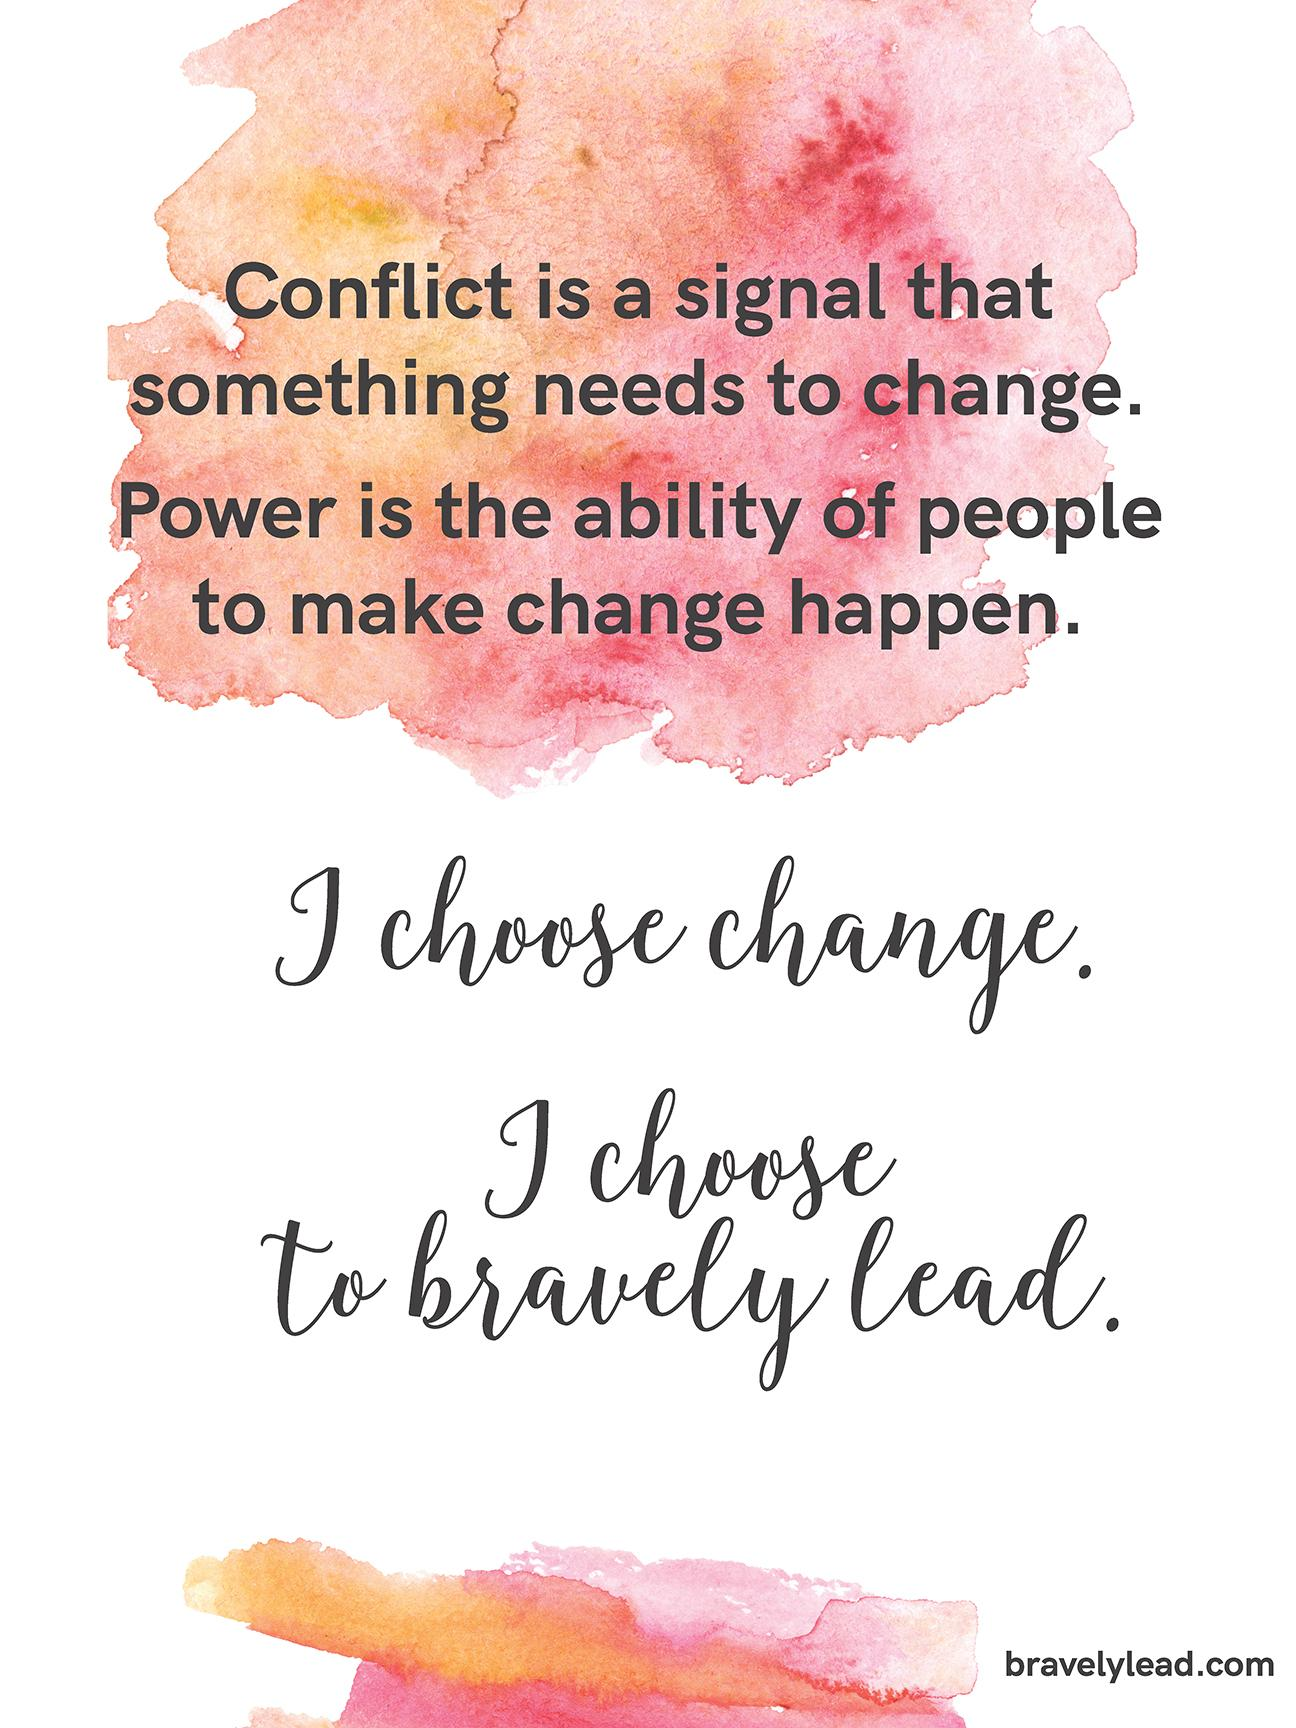 Conflict is a signal that
something needs to change.
Power is the ability of people
to make change happen.
I choose change.
I choose
to bravely lead.
bravelylead.com